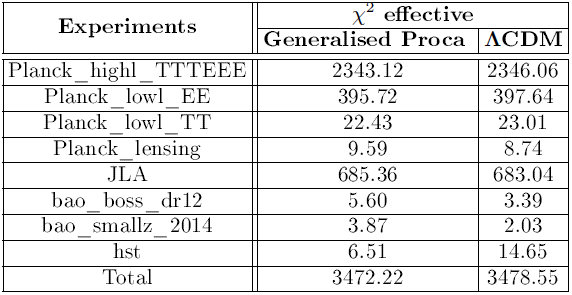 Experiments χ² effective
Generalised Proca ΛCDM
Planck_highl_TTTEEE 2343.12 2346.06
Planck_lowl_EE 395.72 397.64
Planck_lowl_TT 22.43 23.01
Planck_lensing 9.59 8.74
JLA 685.36 683.04
bao_boss_dr12 5.60 3.39
bao_smallz_2014 3.87 2.03
hst 6.51 14.65
Total 3472.22 3478.55